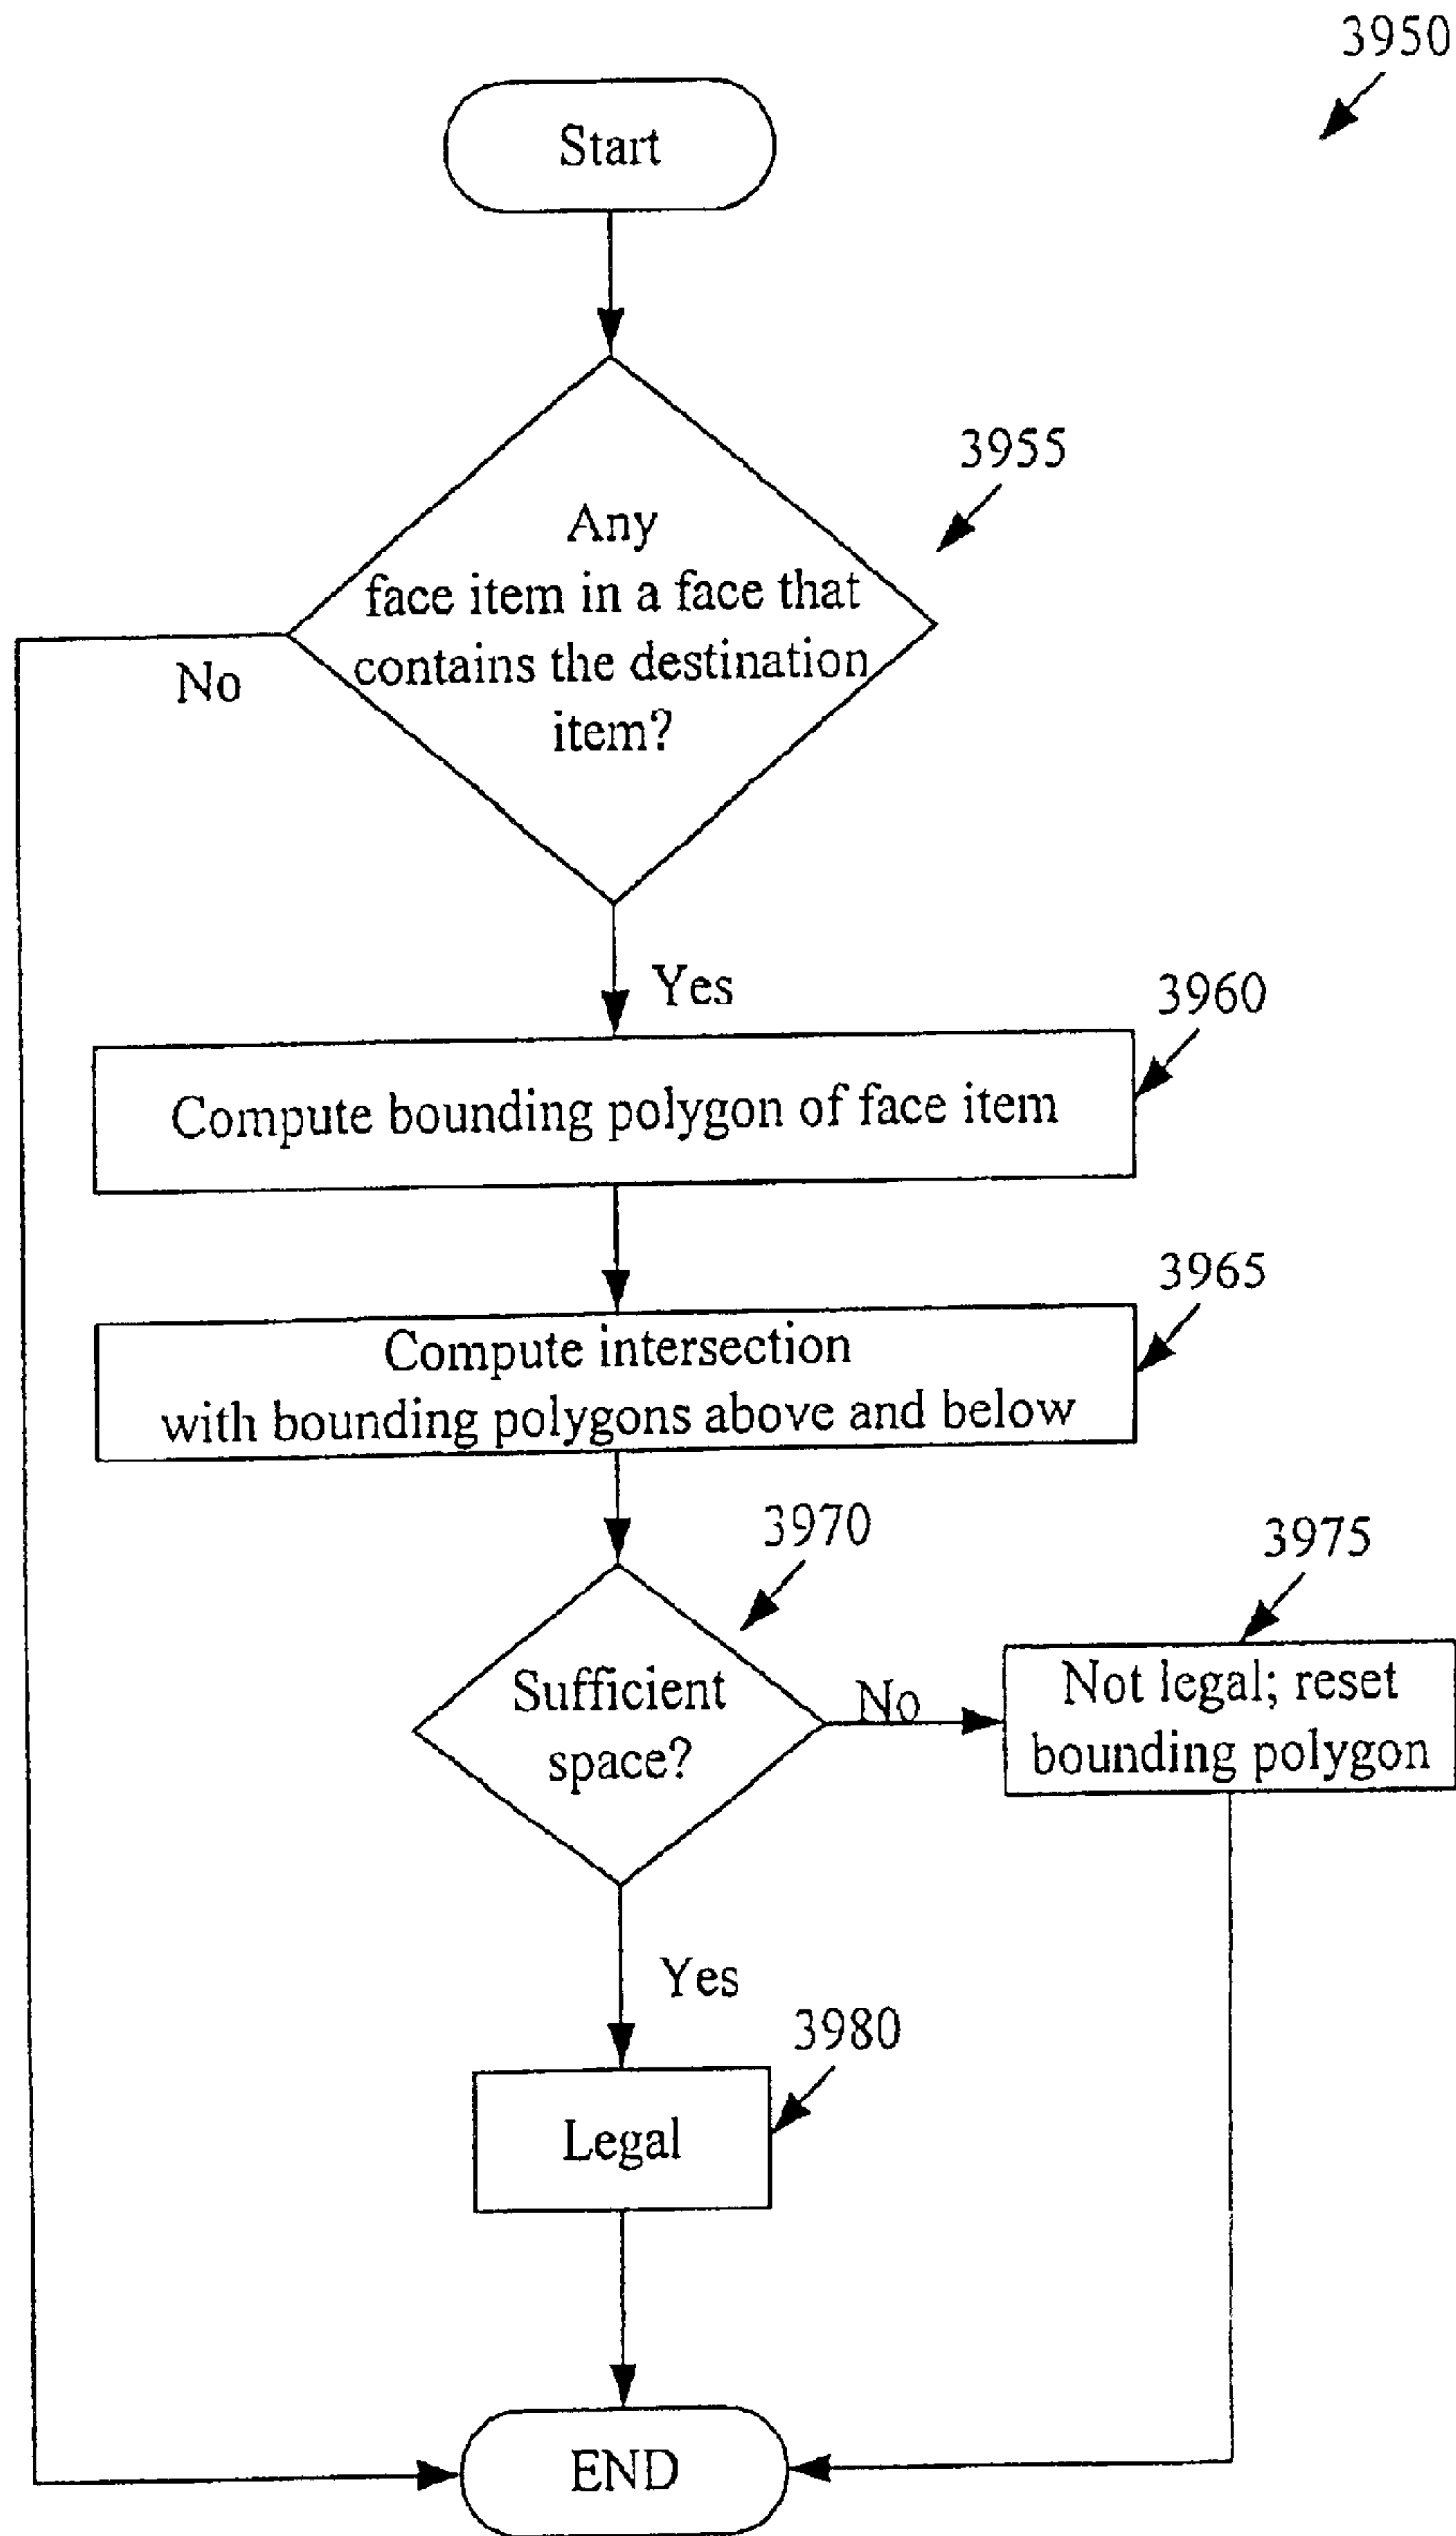 3950
Start
3955
Any
face item in a face that
contains the destination
item?
No
Yes
3960
Compute bounding polygon of face item
3965
Compute intersection
with bounding polygons above and below
3970
3975
Sufficient
space?
No
Not legal; reset
bounding polygon
Yes
3980
Legal
END